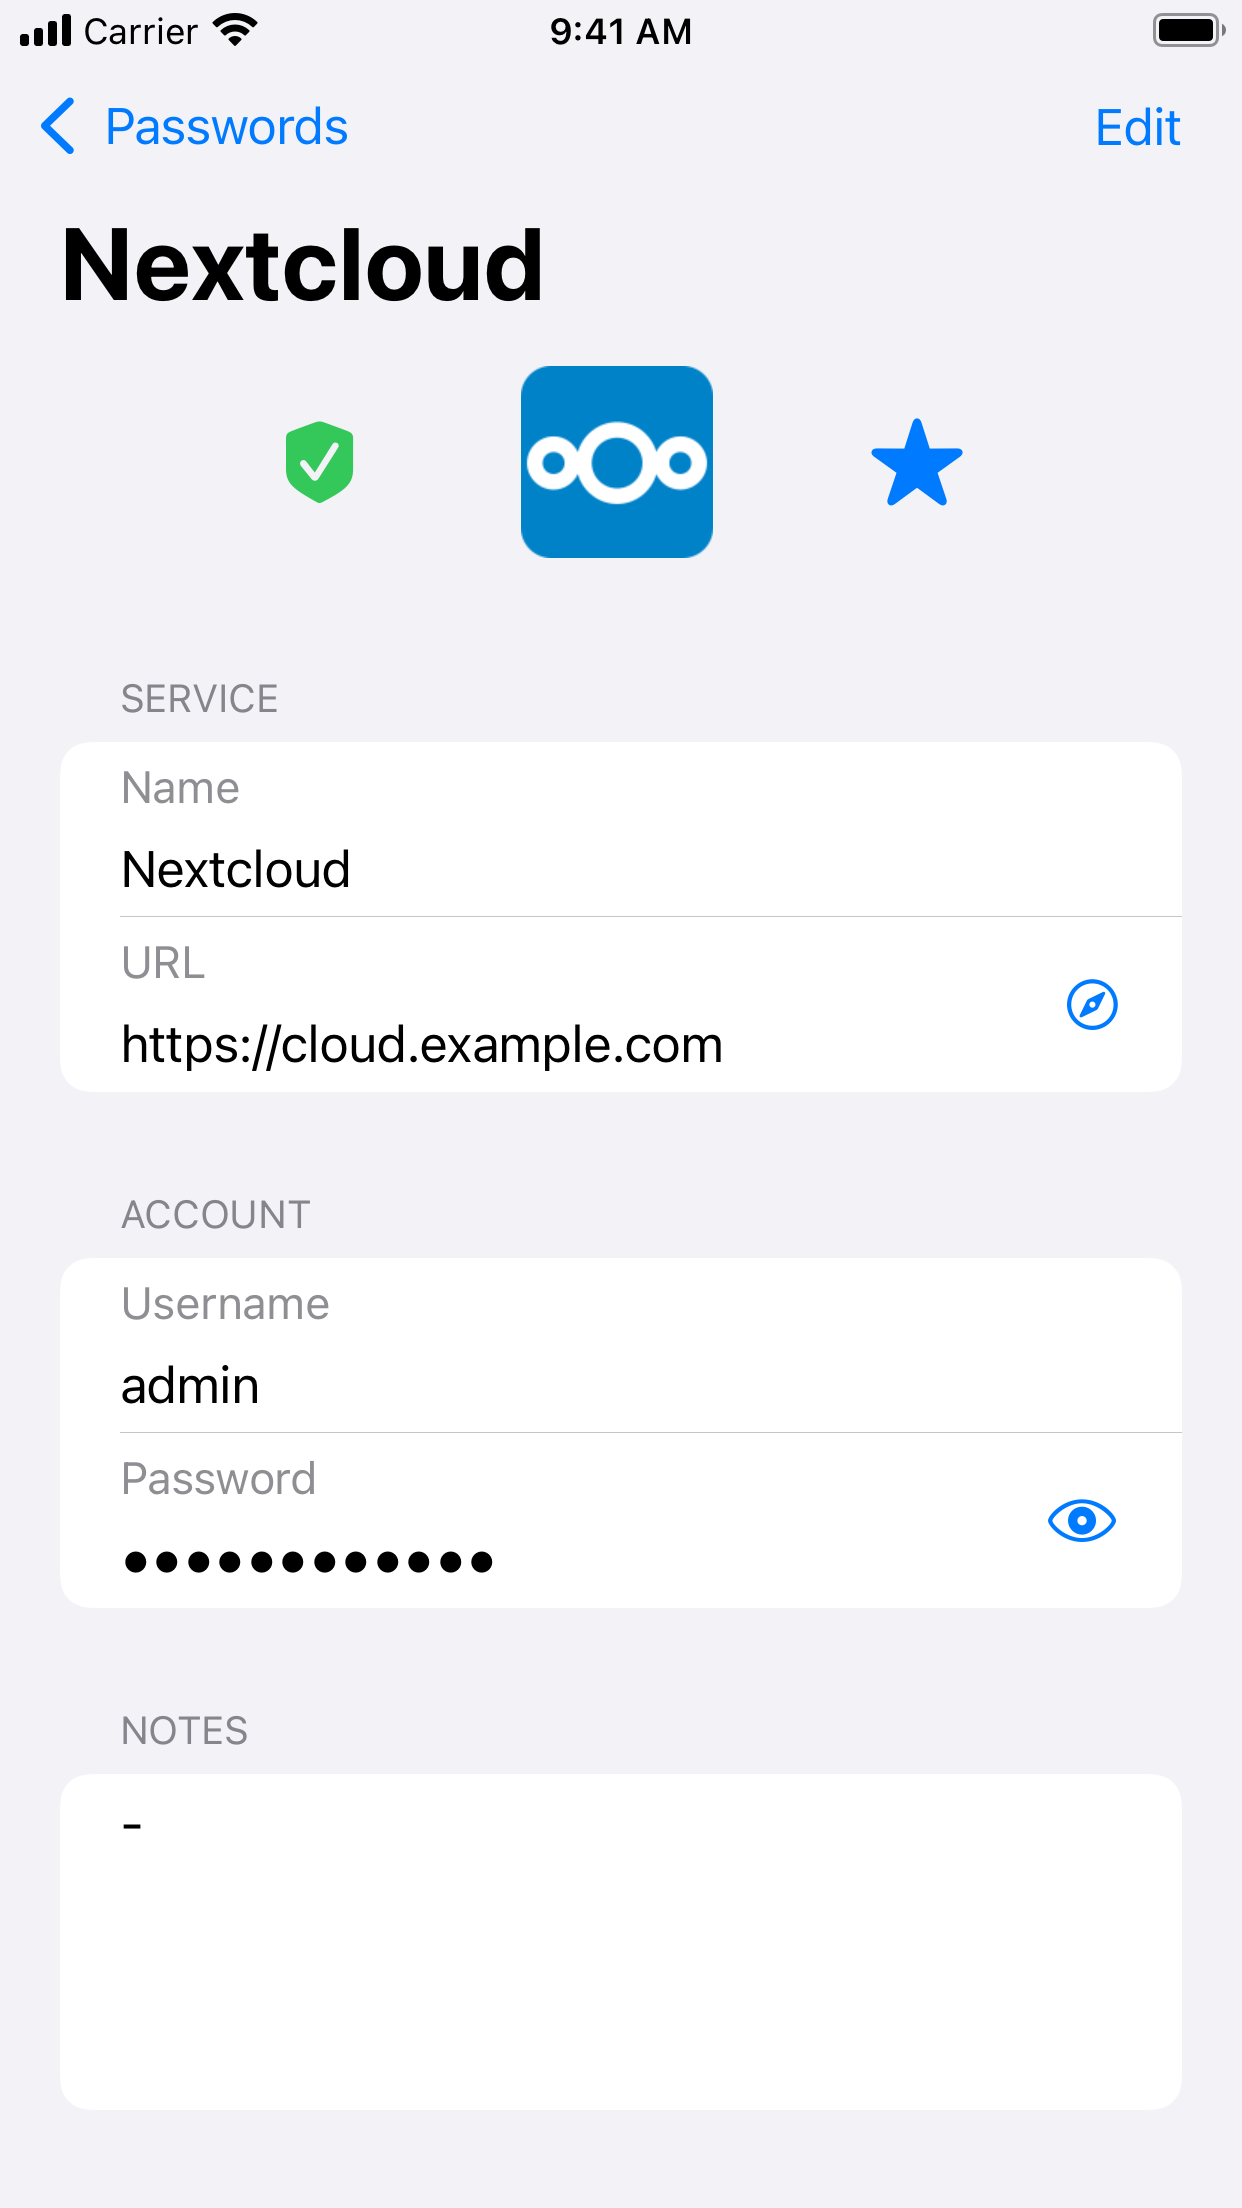 Carrier 9:41 AM
Passwords Edit
Nextcloud
SERVICE
Name
Nextcloud
URL
https://cloud.example.com
ACCOUNT
Username
admin
Password
●●●●●●●●●●●●
NOTES
-